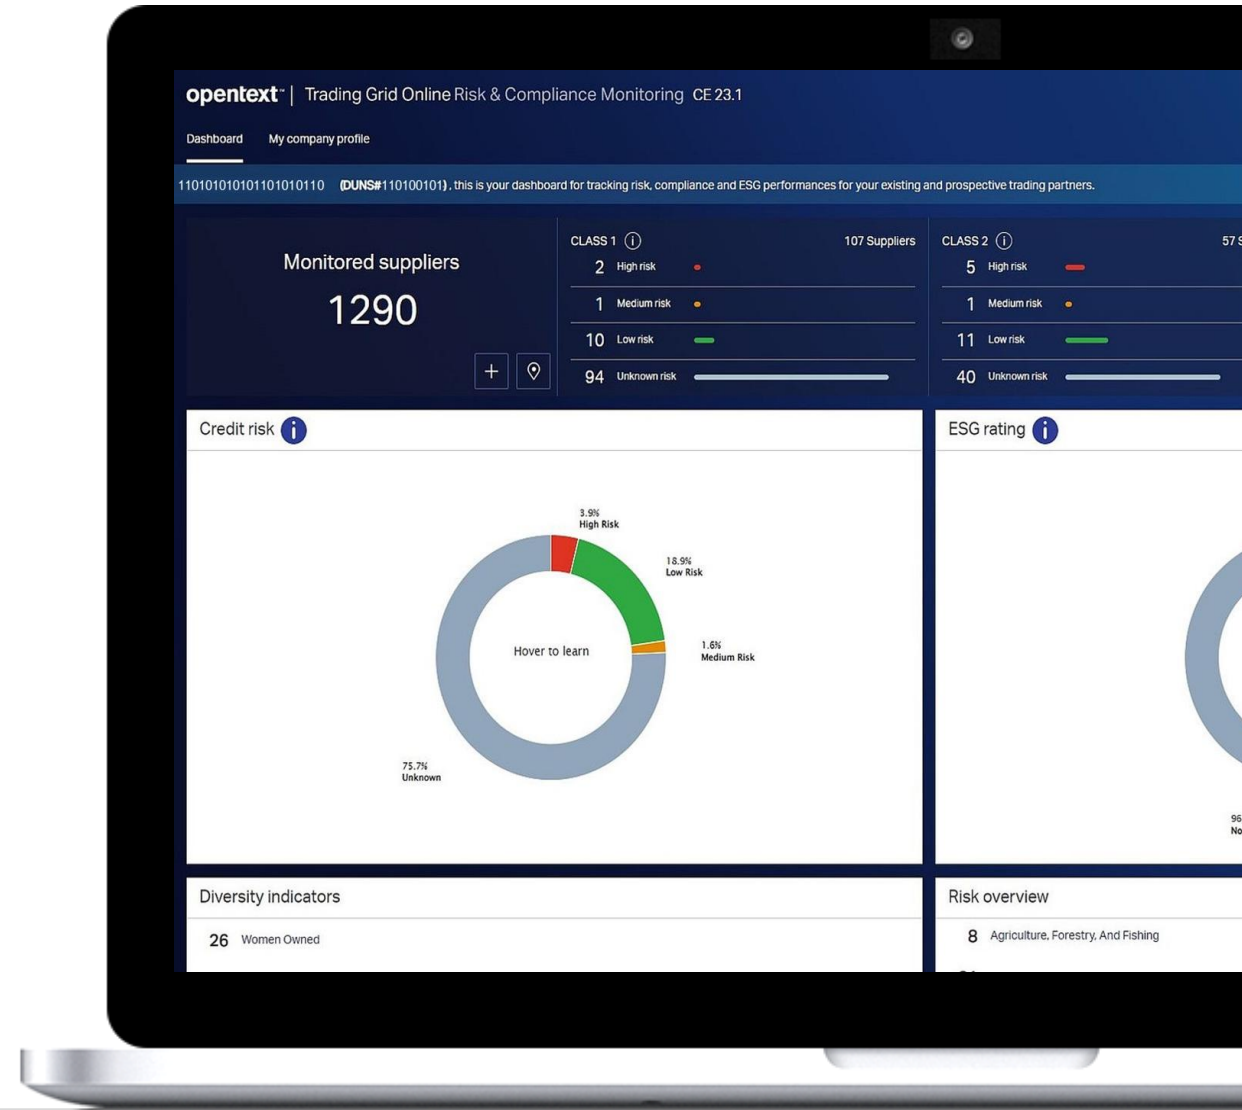 opentext™ | Trading Grid Online Risk & Compliance Monitoring CE 23.1
Dashboard My company profile
110101010101101010110 (DUNS#110100101), this is your dashboard for tracking risk, compliance and ESG performances for your existing and prospective trading partners.
Monitored suppliers
1290
CLASS 1 107 Suppliers
2 High risk
1 Medium risk
10 Low risk
94 Unknown risk
CLASS 2 57 S
5 High risk
1 Medium risk
11 Low risk
40 Unknown risk
Credit risk
3.9%
High Risk
18.9%
Low Risk
1.6%
Medium Risk
Hover to learn
75.7%
Unknown
ESG rating
96
No
Diversity indicators
26 Women Owned
Risk overview
8 Agriculture, Forestry, And Fishing